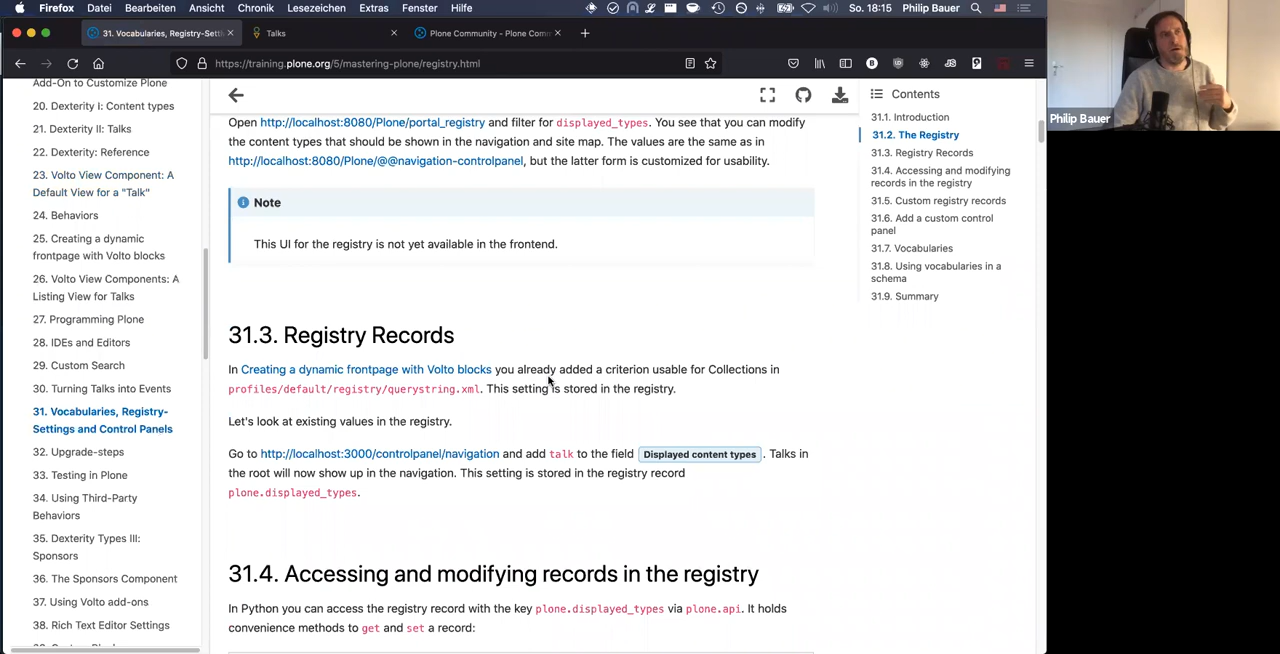 Firefox Datei Bearbeiten Ansicht Chronik Lesezeichen Extras Fenster Hilfe So. 18:15 Philip Bauer
31. Vocabularies, Registry-Setti
Talks
Plone Community - Plone Comm
https://training.plone.org/5/mastering-plone/registry.html
Add-On to Customize Plone
20. Dexterity I: Content types
21. Dexterity II: Talks
22. Dexterity: Reference
23. Volto View Component: A
Default View for a "Talk"
24. Behaviors
25. Creating a dynamic
frontpage with Volto blocks
26. Volto View Components: A
Listing View for Talks
27. Programming Plone
28. IDEs and Editors
29. Custom Search
30. Turning Talks into Events
31. Vocabularies, Registry-
Settings and Control Panels
32. Upgrade-steps
33. Testing in Plone
34. Using Third-Party
Behaviors
35. Dexterity Types III:
Sponsors
36. The Sponsors Component
37. Using Volto add-ons
38. Rich Text Editor Settings
Open http://localhost:8080/Plone/portal_registry and filter for displayed_types. You see that you can modify
the content types that should be shown in the navigation and site map. The values are the same as in
http://localhost:8080/Plone/@@navigation-controlpanel, but the latter form is customized for usability.
Note
This UI for the registry is not yet available in the frontend.
31.3. Registry Records
In Creating a dynamic frontpage with Volto blocks you already added a criterion usable for Collections in
profiles/default/registry/querystring.xml. This setting is stored in the registry.
Let's look at existing values in the registry.
Go to http://localhost:3000/controlpanel/navigation and add talk to the field Displayed content types . Talks in
the root will now show up in the navigation. This setting is stored in the registry record
plone.displayed_types.
31.4. Accessing and modifying records in the registry
In Python you can access the registry record with the key plone.displayed_types via plone.api. It holds
convenience methods to get and set a record:
Contents
31.1. Introduction
31.2. The Registry
31.3. Registry Records
31.4. Accessing and modifying
records in the registry
31.5. Custom registry records
31.6. Add a custom control
panel
31.7. Vocabularies
31.8. Using vocabularies in a
schema
31.9. Summary
Philip Bauer